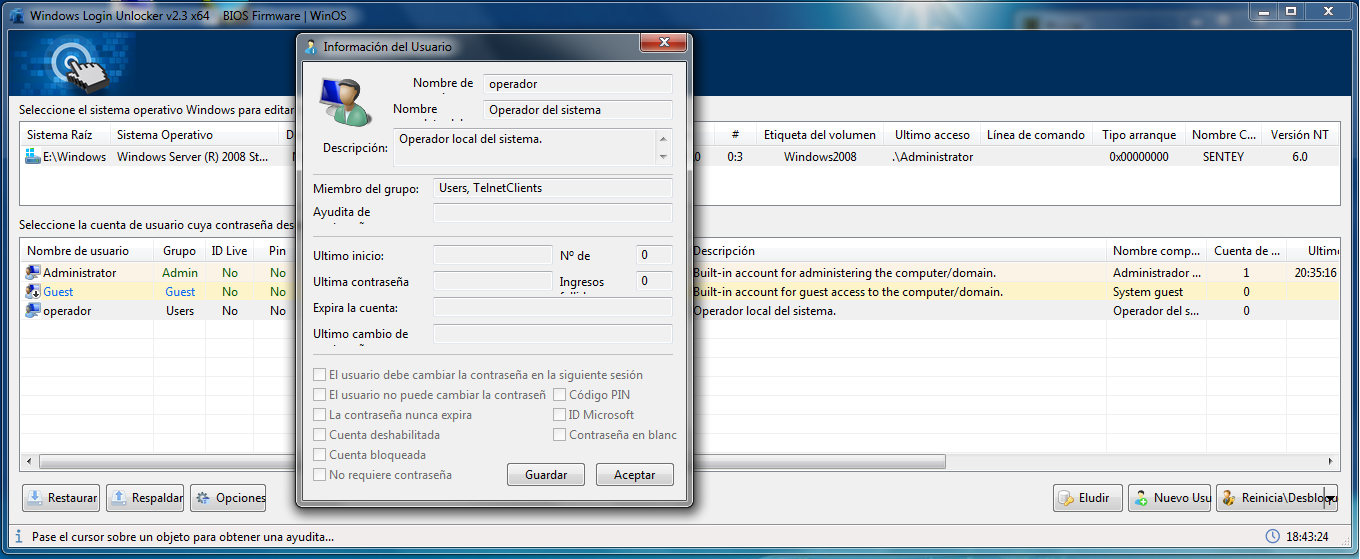 Windows Login Unlocker v2.3 x64 BIOS Firmware | WinOS
Seleccione el sistema operativo Windows para editar
Sistema Raíz Sistema Operativo # Etiqueta del volumen Ultimo acceso Línea de comando Tipo arranque Nombre C... Versión NT
E:\Windows Windows Server (R) 2008 St... 0:3 Windows2008 .\Administrator 0x00000000 SENTEY 6.0
Seleccione la cuenta de usuario cuya contraseña des
Nombre de usuario Grupo ID Live Pin Descripción Nombre comp... Cuenta de ... Ultimo
Administrator Admin No No Built-in account for administering the computer/domain. Administrador ... 1 20:35:16
Guest Guest No No Built-in account for guest access to the computer/domain. System guest 0
operador Users No No Operador local del sistema. Operador del s... 0
Información del Usuario
Nombre de operador
Nombre Operador del sistema
Descripción: Operador local del sistema.
Miembro del grupo: Users, TelnetClients
Ayudita de
Ultimo inicio: Nº de 0
Ultima contraseña Ingresos 0
Expira la cuenta:
Ultimo cambio de
El usuario debe cambiar la contraseña en la siguiente sesión
El usuario no puede cambiar la contraseñ Código PIN
La contraseña nunca expira ID Microsoft
Cuenta deshabilitada Contraseña en blanc
Cuenta bloqueada
No requiere contraseña
Guardar Aceptar
Restaurar Respaldar Opciones Eludir Nuevo Usu Reinicia\Desbloqu
Pase el cursor sobre un objeto para obtener una ayudita... 18:43:24